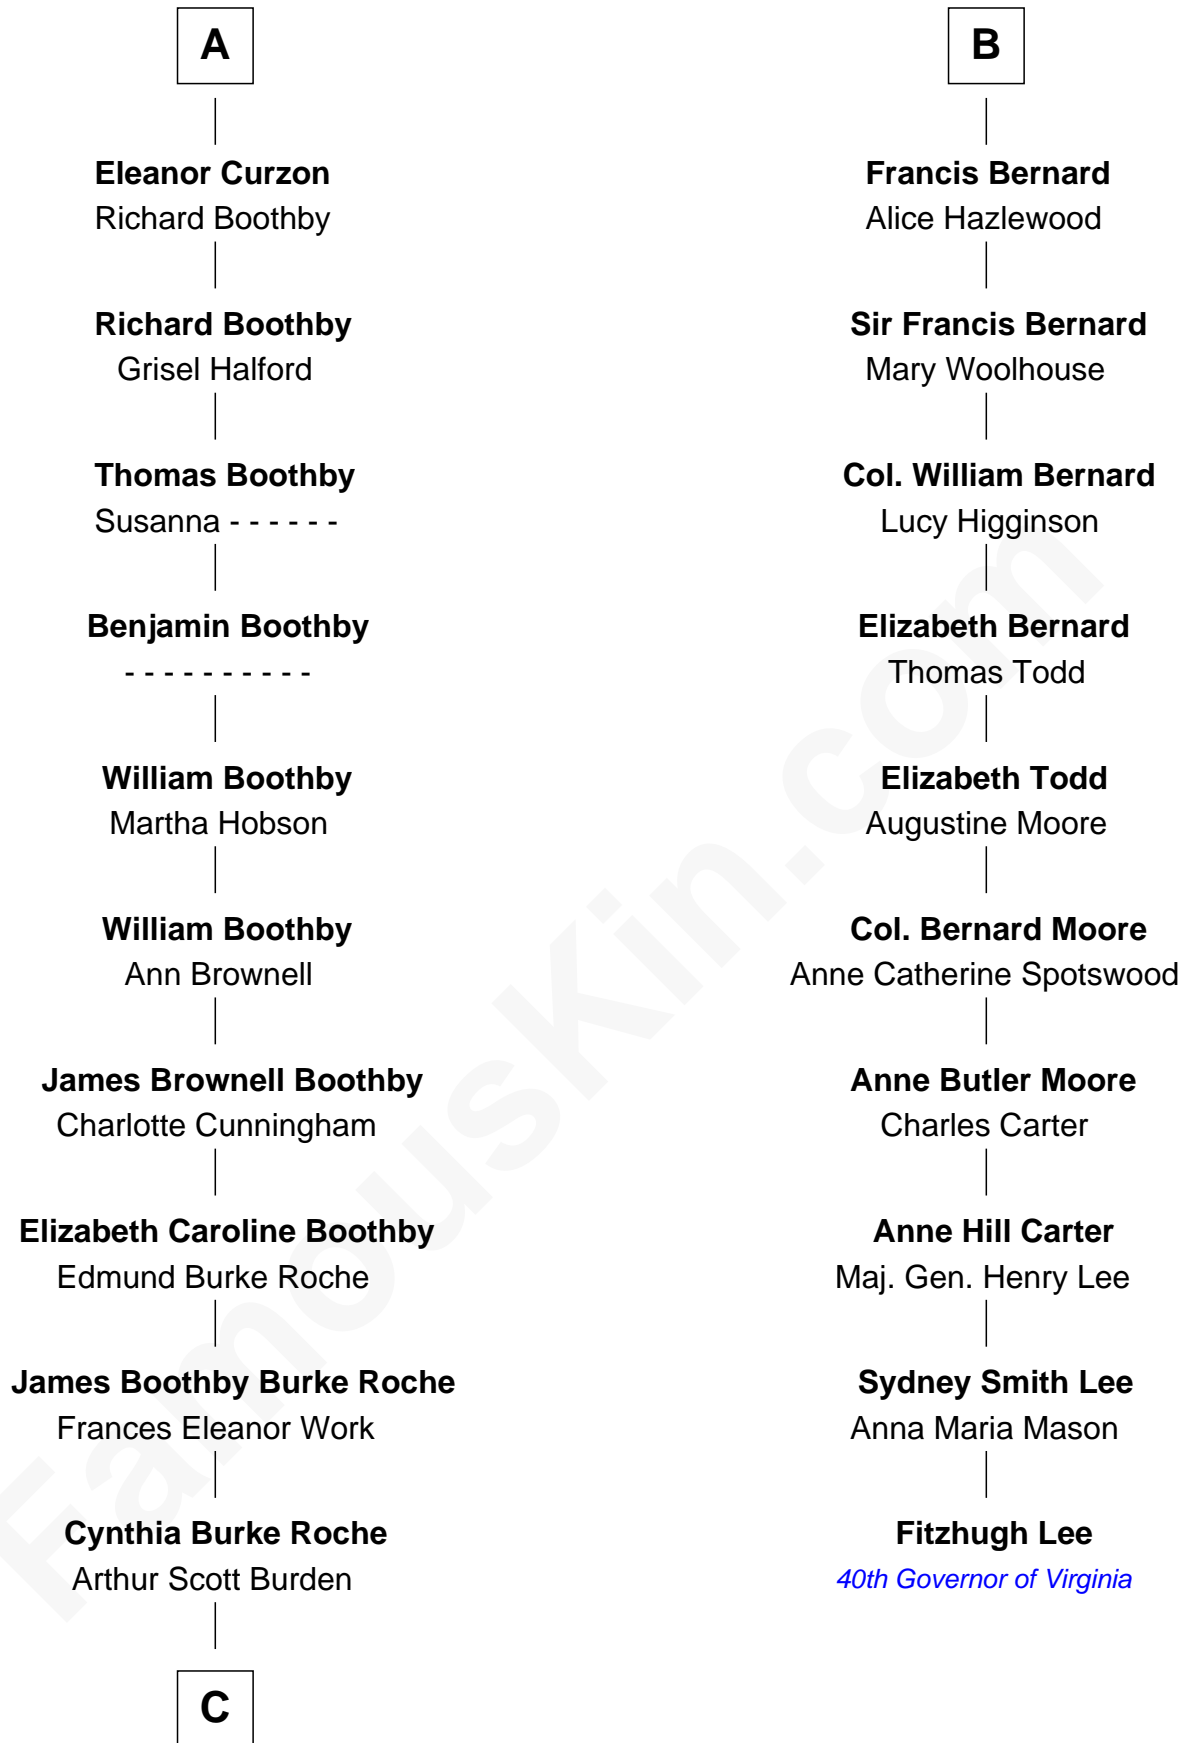 A
Eleanor Curzon
Richard Boothby
Richard Boothby
Grisel Halford
Thomas Boothby
Susanna - - - - - -
Benjamin Boothby
- - - - - - - - - -
William Boothby
Martha Hobson
William Boothby
Ann Brownell
James Brownell Boothby
Charlotte Cunningham
Elizabeth Caroline Boothby
Edmund Burke Roche
James Boothby Burke Roche
Frances Eleanor Work
Cynthia Burke Roche
Arthur Scott Burden
C
B
Francis Bernard
Alice Hazlewood
Sir Francis Bernard
Mary Woolhouse
Col. William Bernard
Lucy Higginson
Elizabeth Bernard
Thomas Todd
Elizabeth Todd
Augustine Moore
Col. Bernard Moore
Anne Catherine Spotswood
Anne Butler Moore
Charles Carter
Anne Hill Carter
Maj. Gen. Henry Lee
Sydney Smith Lee
Anna Maria Mason
Fitzhugh Lee
40th Governor of Virginia
FamousKin.com